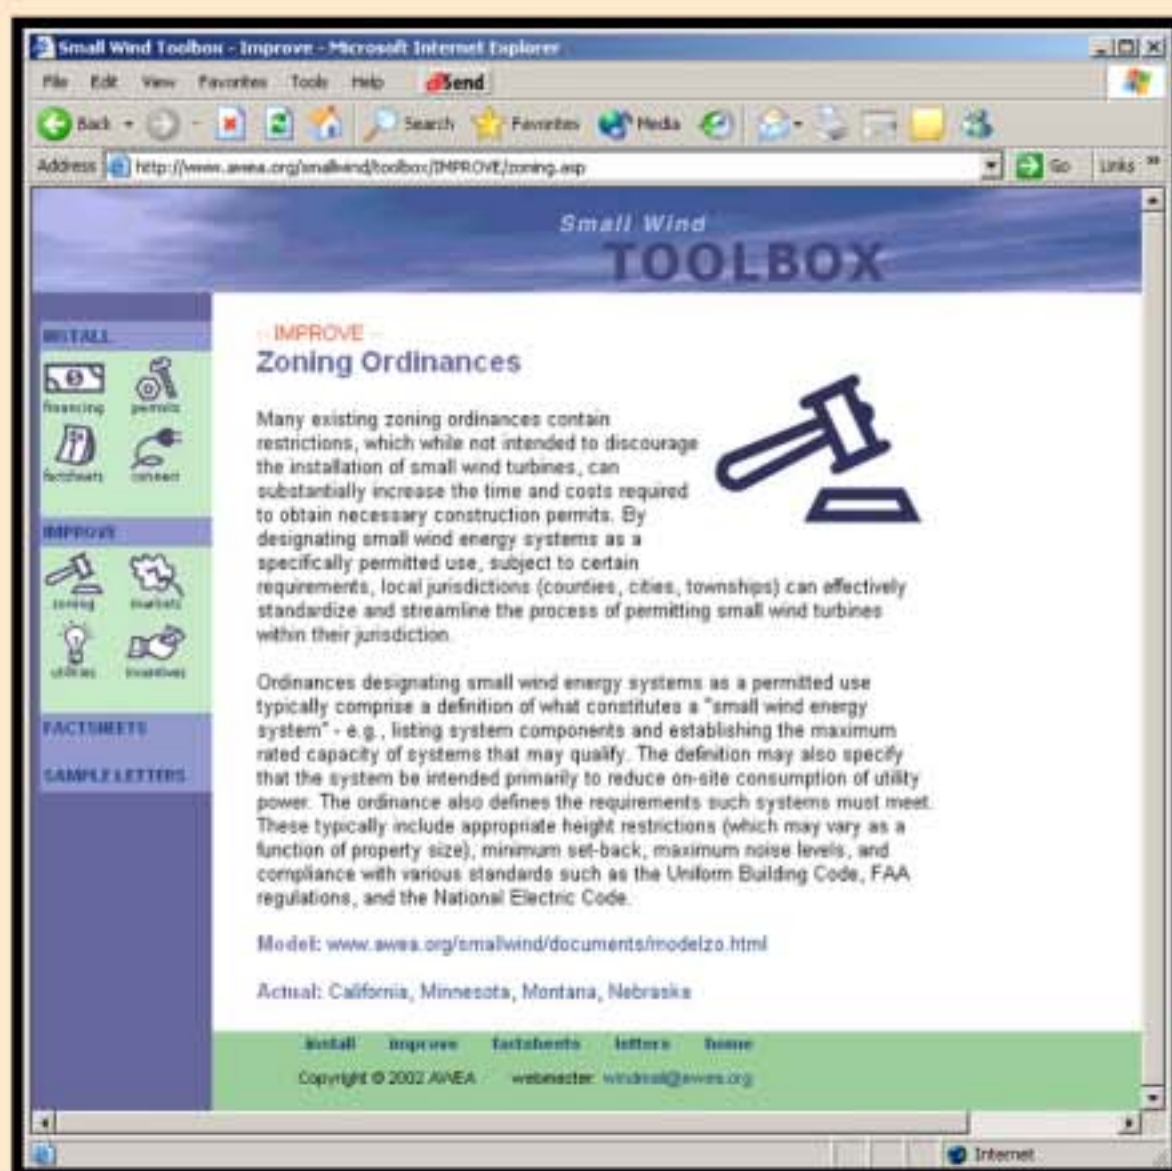 Small Wind Toolbox - Improve - Microsoft Internet Explorer
File Edit View Favorites Tools Help Send
Back Search Favorites Media
Address http://www.awea.org/smallwind/toolbox/IMPROVE/zoning.asp Go Links
Small Wind
TOOLBOX
INSTALL
financing permits
factsheets connect
IMPROVE
zoning markets
utilities incentives
FACTSHEETS
SAMPLE LETTERS
-- IMPROVE --
Zoning Ordinances
Many existing zoning ordinances contain
restrictions, which while not intended to discourage
the installation of small wind turbines, can
substantially increase the time and costs required
to obtain necessary construction permits. By
designating small wind energy systems as a
specifically permitted use, subject to certain
requirements, local jurisdictions (counties, cities, townships) can effectively
standardize and streamline the process of permitting small wind turbines
within their jurisdiction.
Ordinances designating small wind energy systems as a permitted use
typically comprise a definition of what constitutes a "small wind energy
system" - e.g., listing system components and establishing the maximum
rated capacity of systems that may qualify. The definition may also specify
that the system be intended primarily to reduce on-site consumption of utility
power. The ordinance also defines the requirements such systems must meet.
These typically include appropriate height restrictions (which may vary as a
function of property size), minimum set-back, maximum noise levels, and
compliance with various standards such as the Uniform Building Code, FAA
regulations, and the National Electric Code.
Model: www.awea.org/smallwind/documents/modelzo.html
Actual: California, Minnesota, Montana, Nebraska
install improve factsheets letters home
Copyright © 2002 AWEA webmaster: windmail@awea.org
Internet